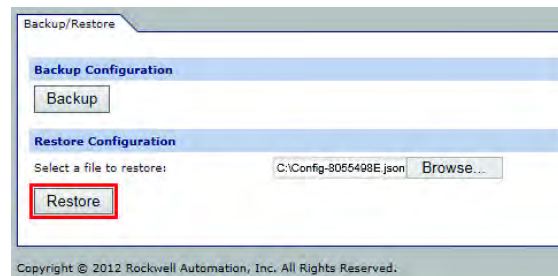 Backup/Restore
Backup Configuration
Backup
Restore Configuration
Select a file to restore: C:\Config-8055498E.json Browse...
Restore
Copyright © 2012 Rockwell Automation, Inc. All Rights Reserved.